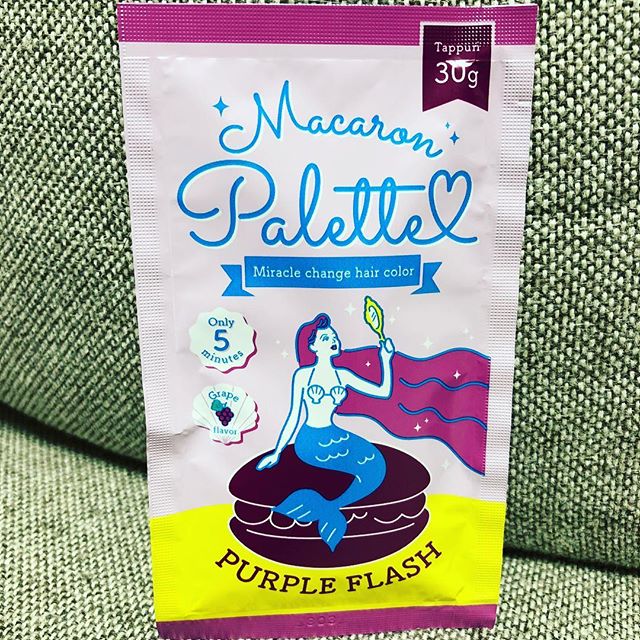 Tappuri
30g
Macaron
Palette
Miracle change hair color
Only
5
minutes
Grape
flavor
PURPLE FLASH